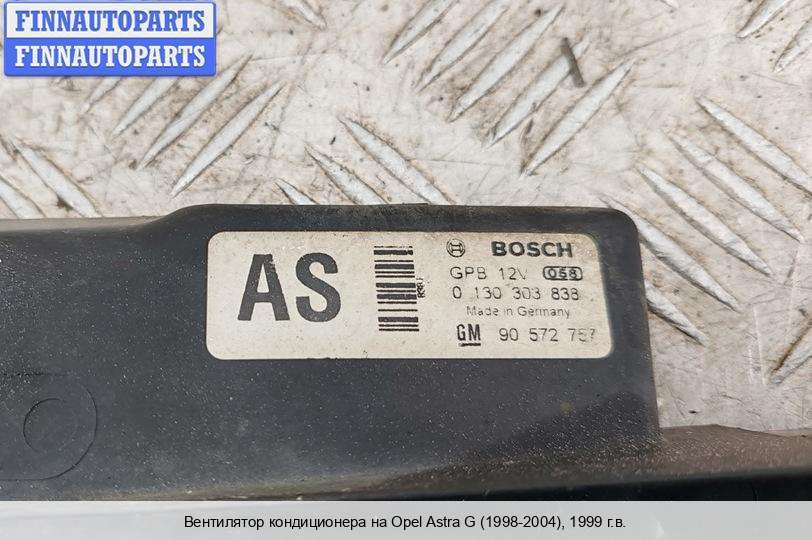 FINNAUTOPARTS
FINNAUTOPARTS
AS
BOSCH
GPB 12V 058
0 130 303 838
Made in Germany
GM 90 572 757
Вентилятор кондиционера на Opel Astra G (1998-2004), 1999 г.в.